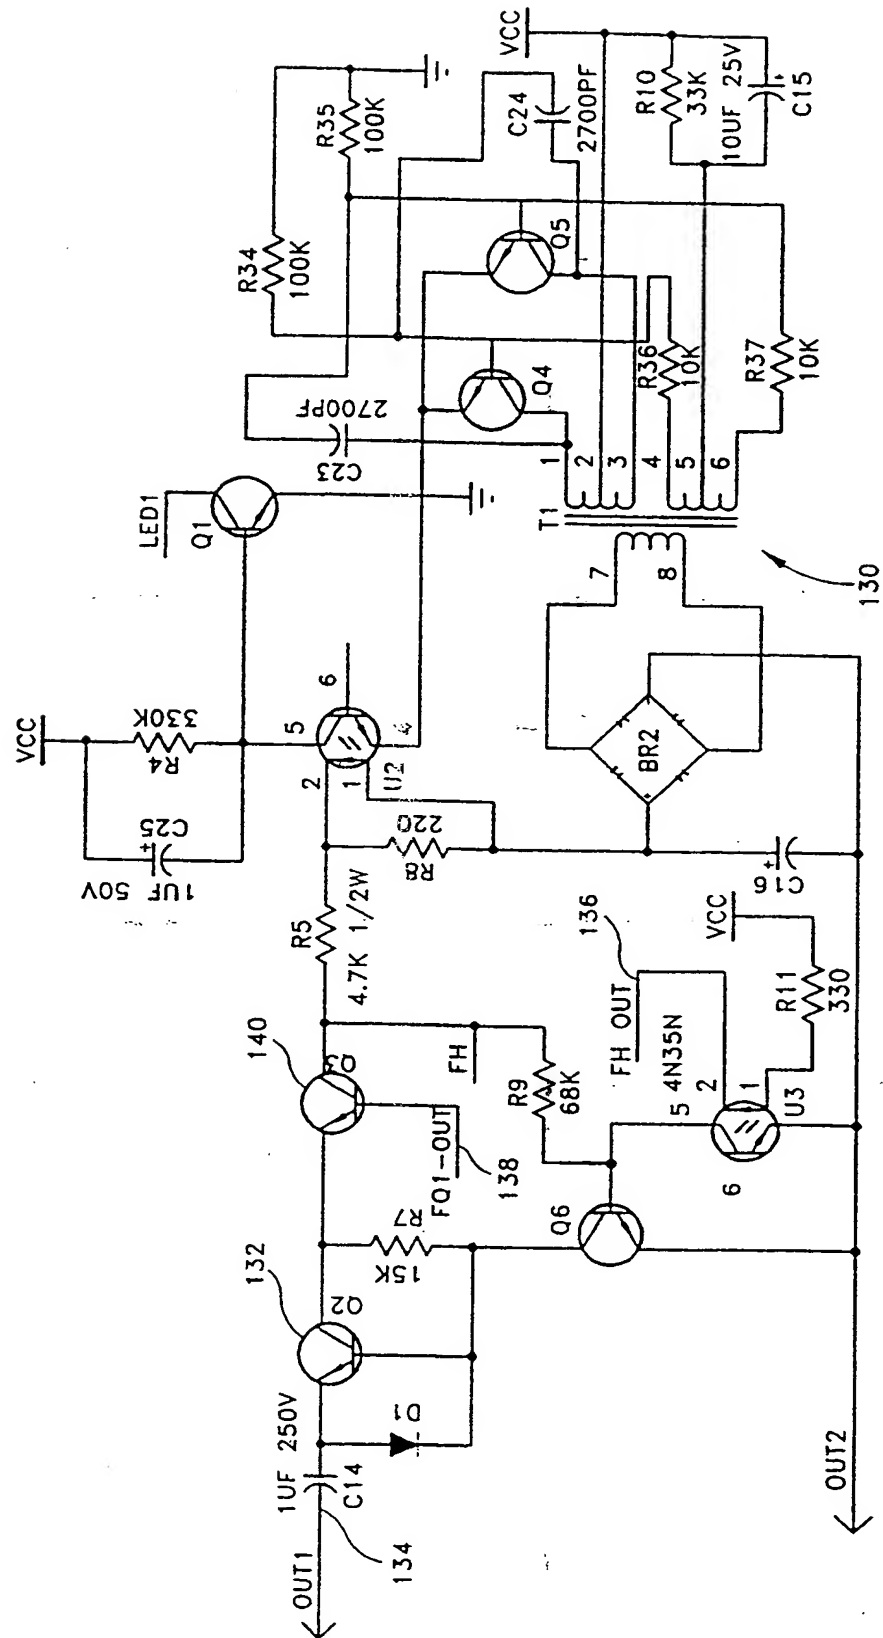 OUT1
134
1UF 250V
C14
132
Q2
D1
R7
15K
140
Q3
FQ1-OUT
138
FH
R9
68K
Q6
R5
4.7K 1/2W
VCC
1UF 50V
C25
R4
330K
LED1
Q1
5
6
2
1
4
U2
R8
220
136
FH OUT
4N35N
5
2
1
6
U3
VCC
R11
330
C16
BR2
OUT2
130
T1
7
8
1
2
3
4
5
6
C23
2700PF
R34
100K
R35
100K
Q4
Q5
C24
2700PF
R36
10K
R37
10K
VCC
R10
33K
10UF 25V
C15
+
+
+
+